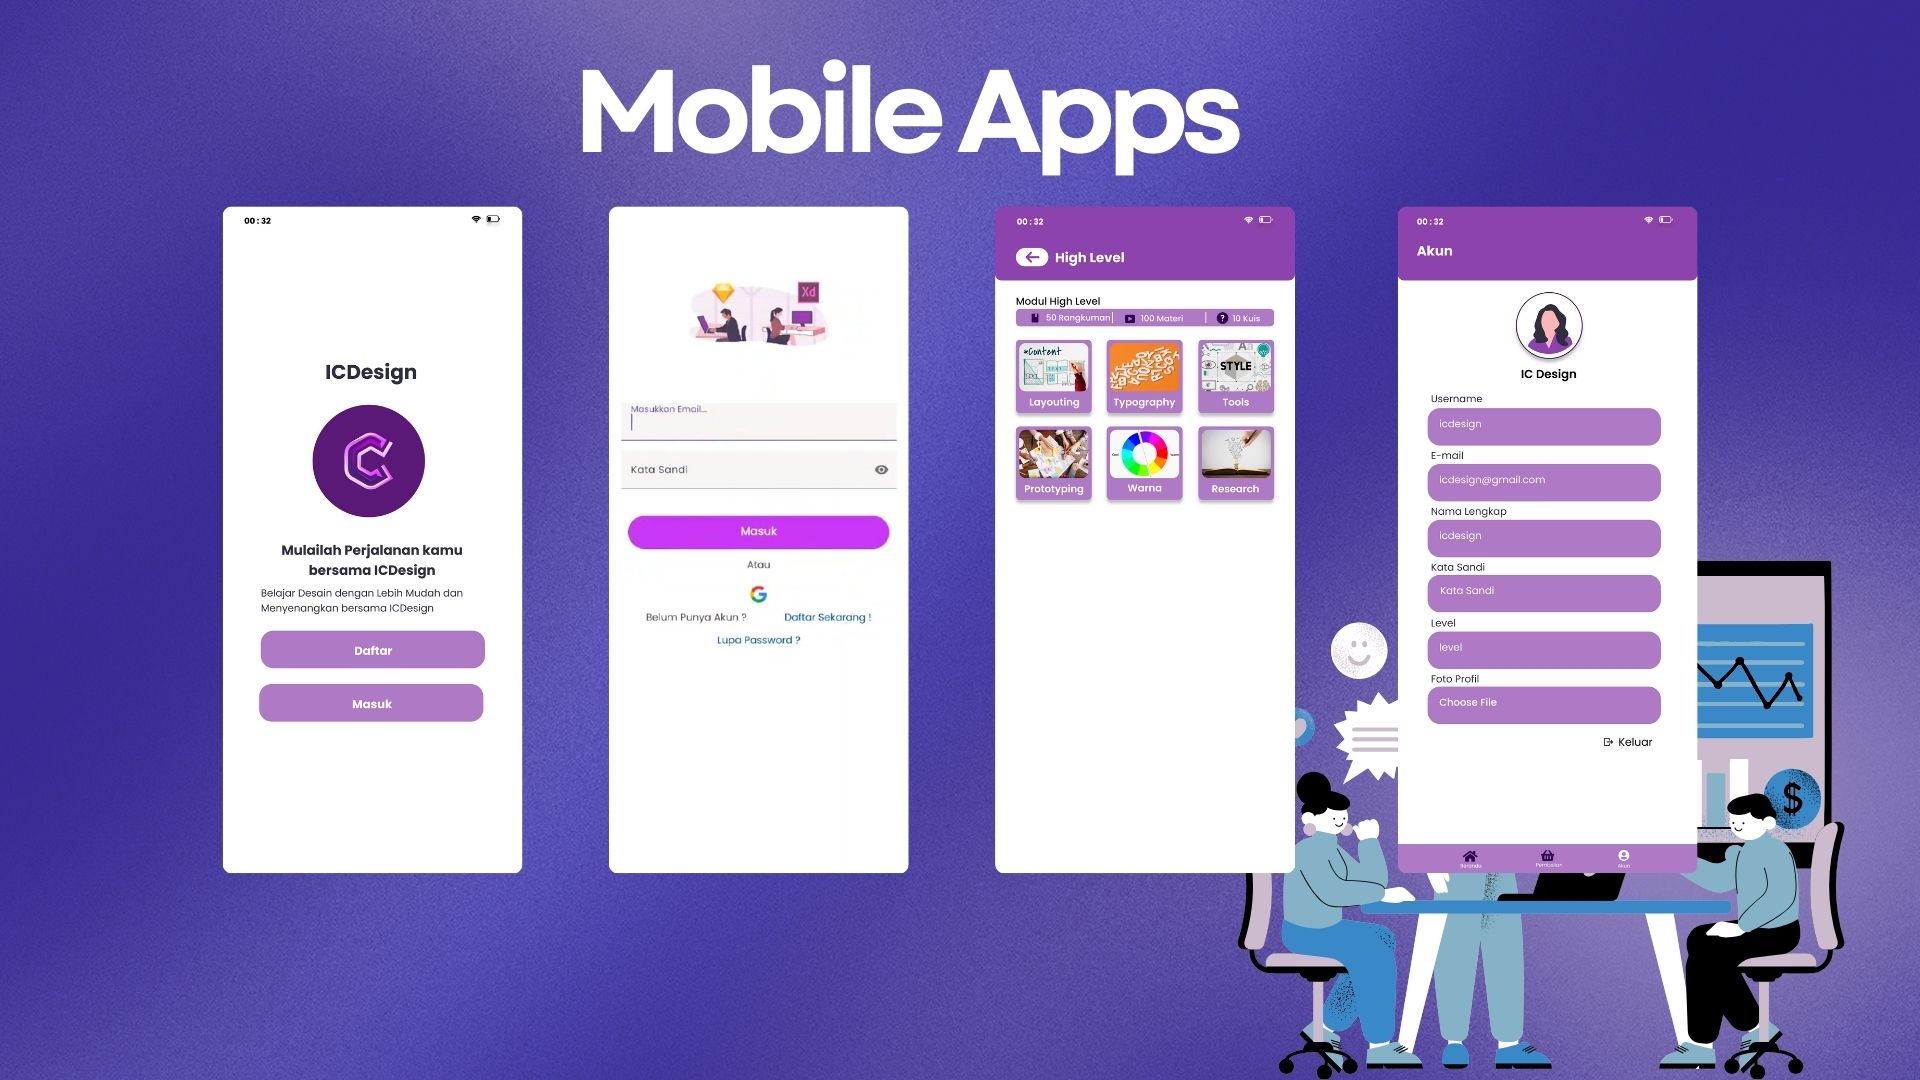 Mobile Apps
00 : 32
ICDesign
Mulailah Perjalanan kamu
bersama ICDesign
Belajar Desain dengan Lebih Mudah dan
Menyenangkan bersama ICDesign
Daftar
Masuk
Xd
Masukkan Email...
Kata Sandi
Masuk
Atau
Belum Punya Akun ? Daftar Sekarang !
Lupa Password ?
00 : 32
High Level
Modul High Level
50 Rangkuman 100 Materi ? 10 Kuis
*Content
STYLE
Layouting Typography Tools
Prototyping Warna Research
00 : 32
Akun
IC Design
Username
icdesign
E-mail
icdesign@gmail.com
Nama Lengkap
icdesign
Kata Sandi
Kata Sandi
Level
level
Foto Profil
Choose File
Keluar
Beranda Pembelian Akun
$